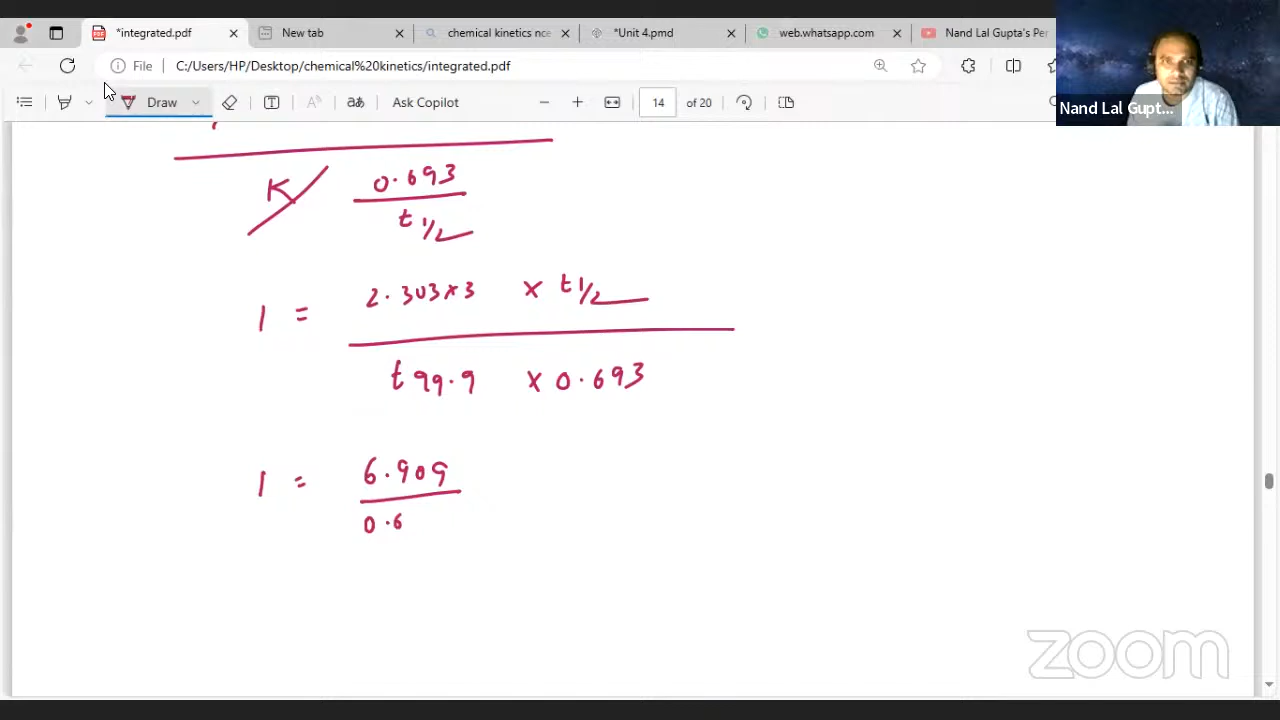 *integrated.pdf New tab chemical kinetics nce *Unit 4.pmd web.whatsapp.com Nand Lal Gupta's Per
File C:/Users/HP/Desktop/chemical%20kinetics/integrated.pdf
Draw aあ Ask Copilot 14 of 20
Nand Lal Gupt...
K 0.693
t 1/2
1 = 2.303×3 × t 1/2
t 99.9 × 0.693
1 = 6.909
0.6
zoom